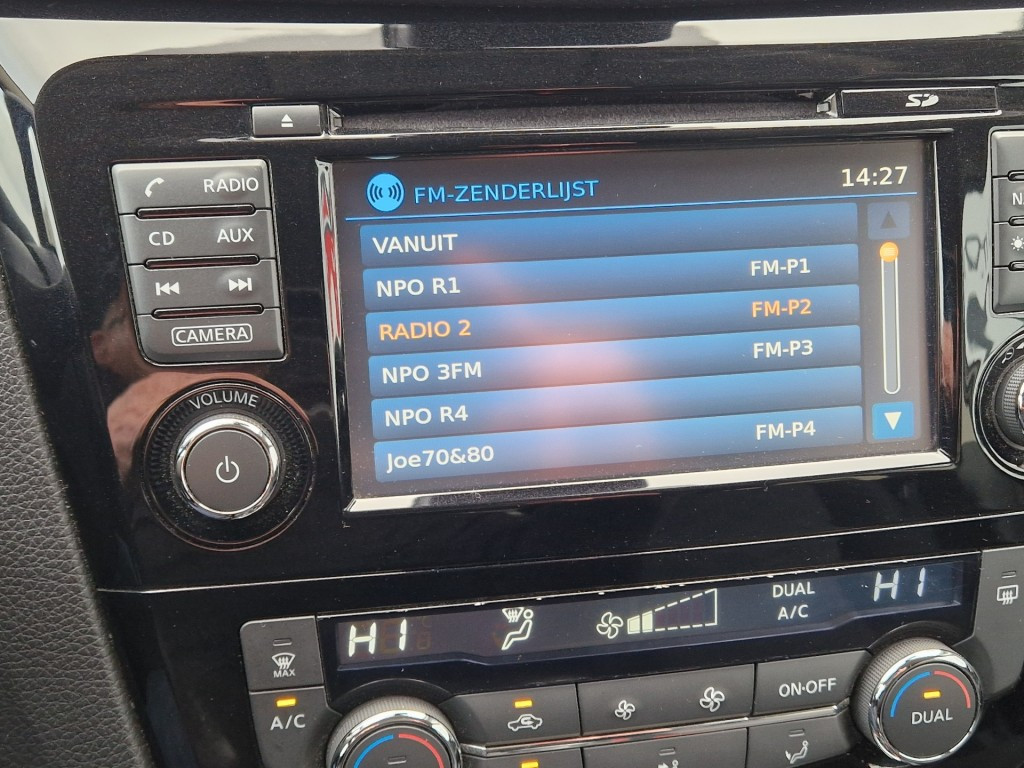 SD
RADIO
CD AUX
CAMERA
VOLUME
FM-ZENDERLIJST 14:27
VANUIT
NPO R1 FM-P1
RADIO 2 FM-P2
NPO 3FM FM-P3
NPO R4
Joe70&80 FM-P4
HI DUAL A/C HI
MAX
A/C
ON·OFF
DUAL